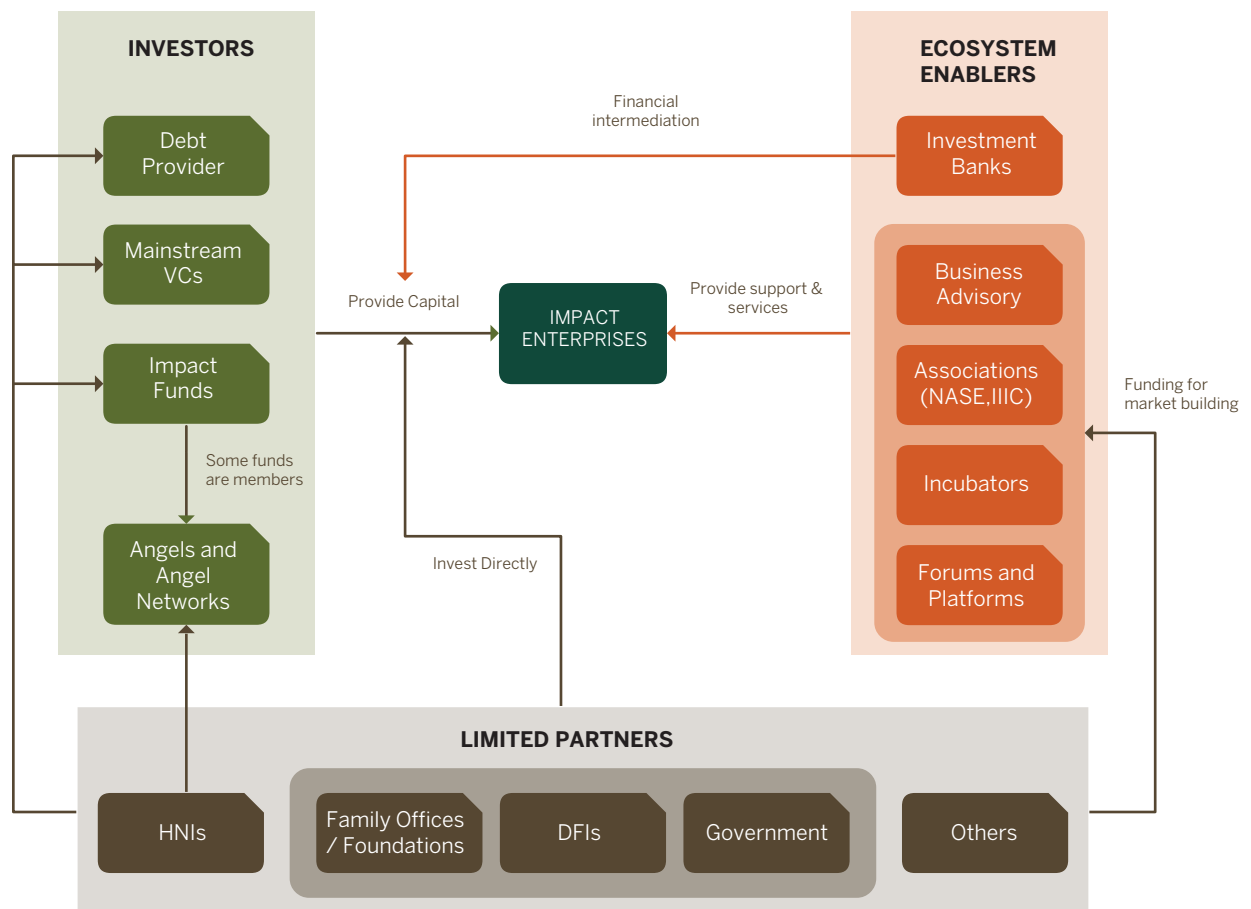 INVESTORS
Debt
Provider
Mainstream
VCs
Impact
Funds
Some funds
are members
Angels and
Angel
Networks
Financial
intermediation
Provide Capital
IMPACT
ENTERPRISES
Provide support &
services
Invest Directly
ECOSYSTEM
ENABLERS
Investment
Banks
Business
Advisory
Associations
(NASE,IIIC)
Incubators
Forums and
Platforms
Funding for
market building
LIMITED PARTNERS
HNIs
Family Offices
/ Foundations
DFIs
Government
Others